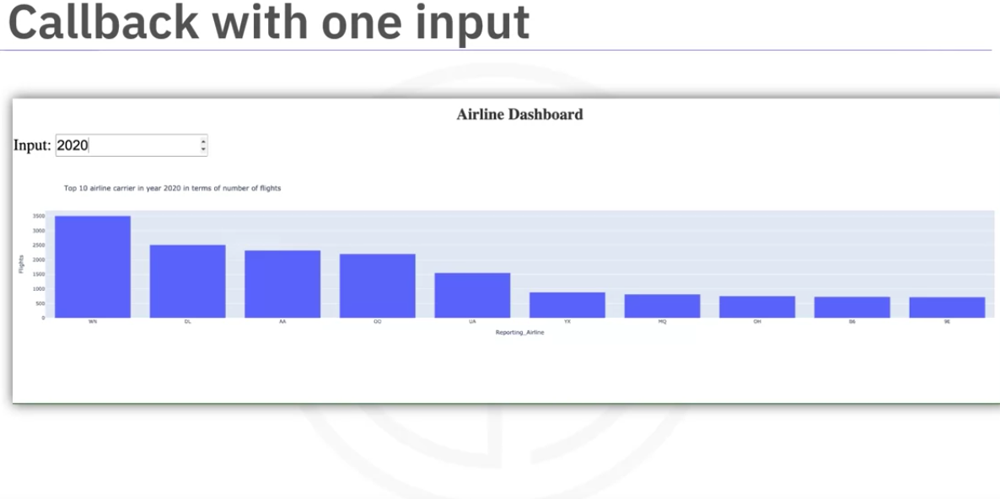 Callback with one input
Airline Dashboard
Input: 2020
Top 10 airline carrier in year 2020 in terms of number of flights
3500
3000
2500
2000
1500
1000
500
0
Flights
WN DL AA OO UA YX MQ OH B6 9E
Reporting_Airline